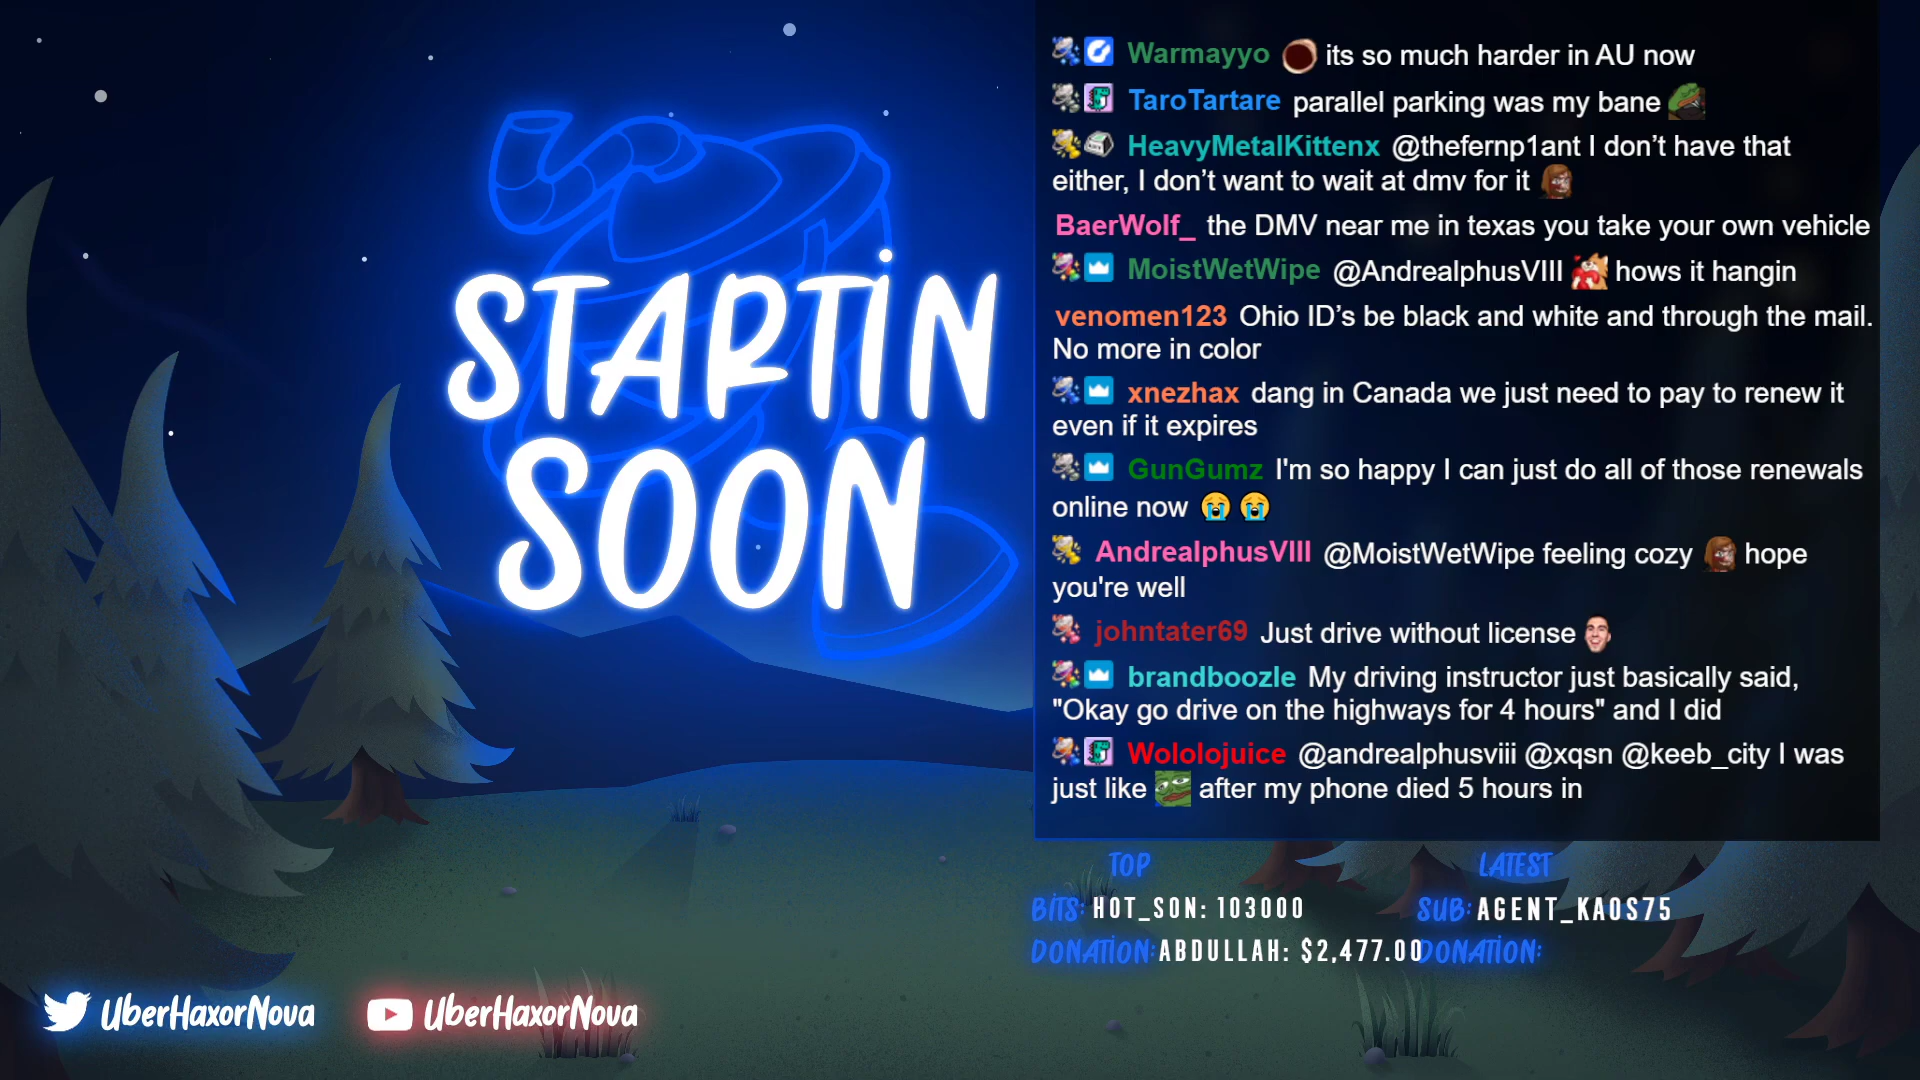 STARTIN
SOON
Warmayyo its so much harder in AU now
TaroTartare parallel parking was my bane
HeavyMetalKittenx @thefernp1ant I don’t have that
either, I don’t want to wait at dmv for it
BaerWolf_ the DMV near me in texas you take your own vehicle
MoistWetWipe @AndrealphusVIII hows it hangin
venomen123 Ohio ID’s be black and white and through the mail.
No more in color
xnezhax dang in Canada we just need to pay to renew it
even if it expires
GunGumz I'm so happy I can just do all of those renewals
online now 😭 😭
AndrealphusVIII @MoistWetWipe feeling cozy hope
you're well
johntater69 Just drive without license
brandboozle My driving instructor just basically said,
"Okay go drive on the highways for 4 hours" and I did
Wololojuice @andrealphusviii @xqsn @keeb_city I was
just like after my phone died 5 hours in
TOP
BITS: HOT_SON: 103000
DONATION: ABDULLAH: $2,477.00
LATEST
SUB: AGENT_KAOS75
DONATION:
UberHaxorNova
UberHaxorNova